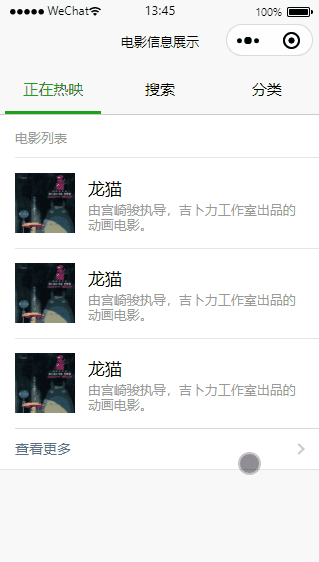 WeChat 13:45 100%
电影信息展示
正在热映 搜索 分类
电影列表
龙猫
由宫崎骏执导，吉卜力工作室出品的
动画电影。
龙猫
由宫崎骏执导，吉卜力工作室出品的
动画电影。
龙猫
由宫崎骏执导，吉卜力工作室出品的
动画电影。
查看更多